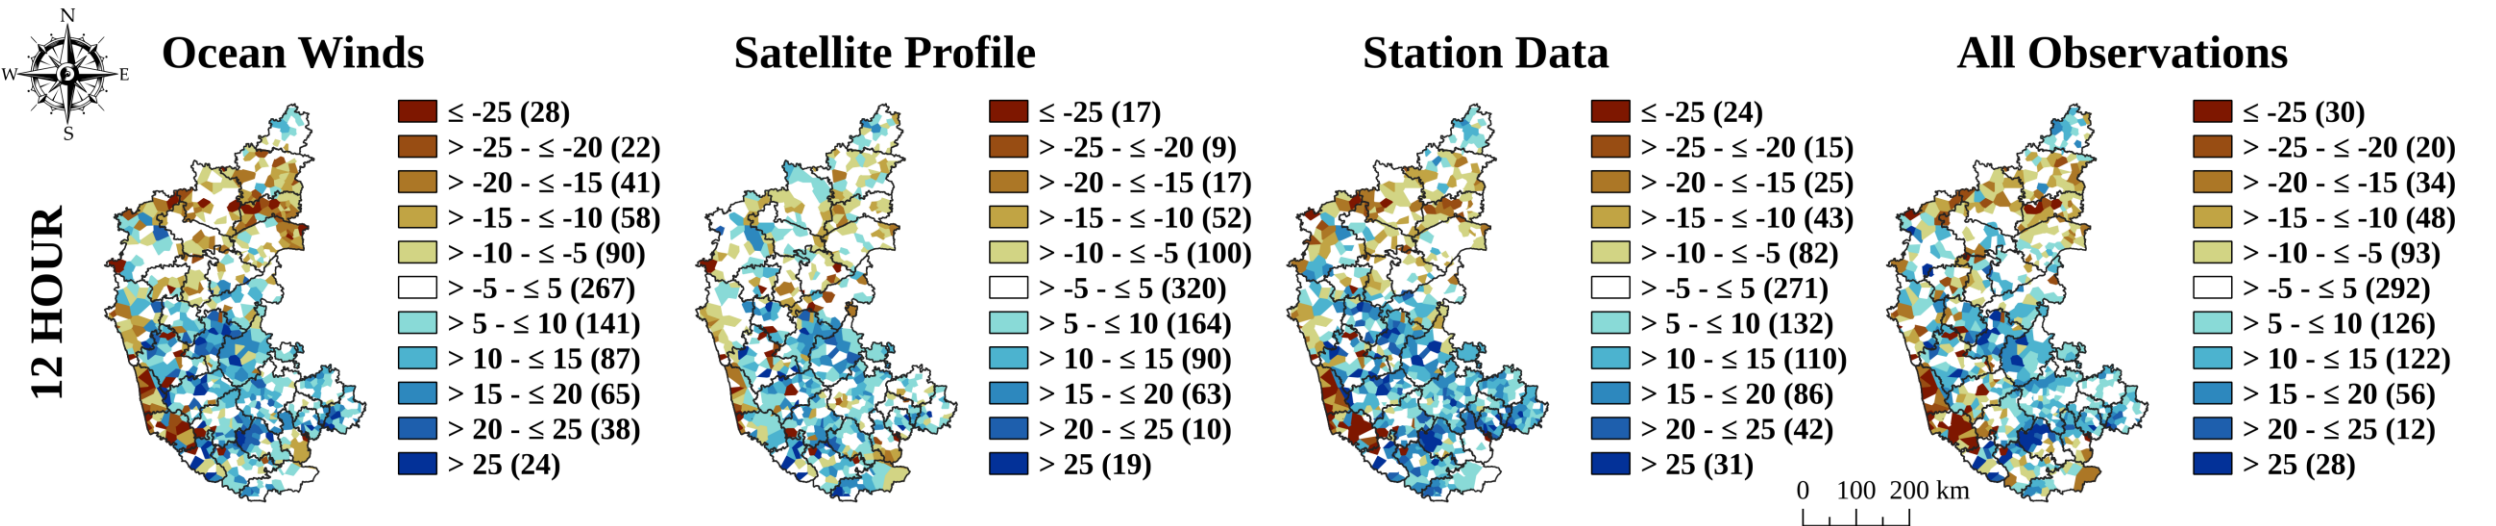 N
W E
S
12 HOUR
Ocean Winds
≤ -25 (28)
> -25 - ≤ -20 (22)
> -20 - ≤ -15 (41)
> -15 - ≤ -10 (58)
> -10 - ≤ -5 (90)
> -5 - ≤ 5 (267)
> 5 - ≤ 10 (141)
> 10 - ≤ 15 (87)
> 15 - ≤ 20 (65)
> 20 - ≤ 25 (38)
> 25 (24)
Satellite Profile
≤ -25 (17)
> -25 - ≤ -20 (9)
> -20 - ≤ -15 (17)
> -15 - ≤ -10 (52)
> -10 - ≤ -5 (100)
> -5 - ≤ 5 (320)
> 5 - ≤ 10 (164)
> 10 - ≤ 15 (90)
> 15 - ≤ 20 (63)
> 20 - ≤ 25 (10)
> 25 (19)
Station Data
≤ -25 (24)
> -25 - ≤ -20 (15)
> -20 - ≤ -15 (25)
> -15 - ≤ -10 (43)
> -10 - ≤ -5 (82)
> -5 - ≤ 5 (271)
> 5 - ≤ 10 (132)
> 10 - ≤ 15 (110)
> 15 - ≤ 20 (86)
> 20 - ≤ 25 (42)
> 25 (31)
All Observations
≤ -25 (30)
> -25 - ≤ -20 (20)
> -20 - ≤ -15 (34)
> -15 - ≤ -10 (48)
> -10 - ≤ -5 (93)
> -5 - ≤ 5 (292)
> 5 - ≤ 10 (126)
> 10 - ≤ 15 (122)
> 15 - ≤ 20 (56)
> 20 - ≤ 25 (12)
> 25 (28)
0 100 200 km